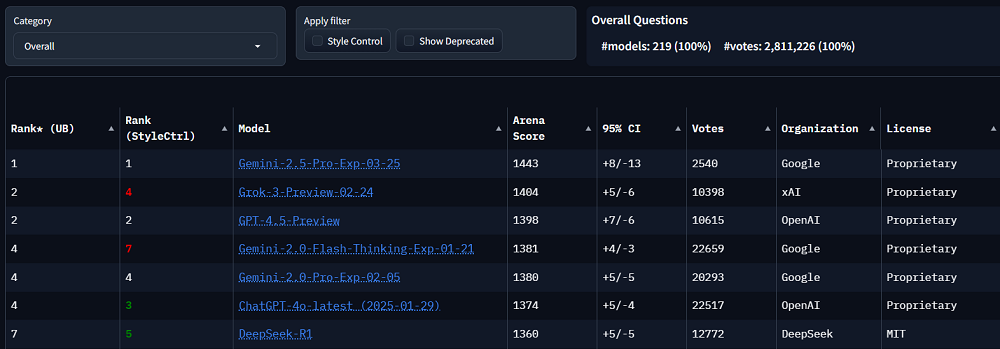 Category
Overall
Apply filter
Style Control
Show Deprecated
Overall Questions
#models: 219 (100%) #votes: 2,811,226 (100%)
Rank* (UB) Rank (StyleCtrl) Model Arena Score 95% CI Votes Organization License
1 1 Gemini-2.5-Pro-Exp-03-25 1443 +8/-13 2540 Google Proprietary
2 4 Grok-3-Preview-02-24 1404 +5/-6 10398 xAI Proprietary
2 2 GPT-4.5-Preview 1398 +7/-6 10615 OpenAI Proprietary
4 7 Gemini-2.0-Flash-Thinking-Exp-01-21 1381 +4/-3 22659 Google Proprietary
4 4 Gemini-2.0-Pro-Exp-02-05 1380 +5/-5 20293 Google Proprietary
4 3 ChatGPT-4o-latest (2025-01-29) 1374 +5/-4 22517 OpenAI Proprietary
7 5 DeepSeek-R1 1360 +5/-5 12772 DeepSeek MIT